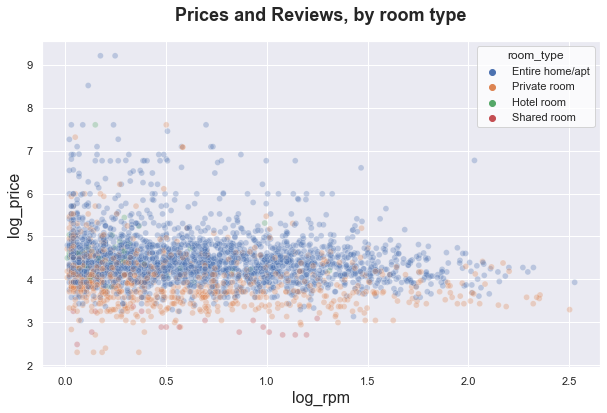 Prices and Reviews, by room type
room_type
Entire home/apt
Private room
Hotel room
Shared room
log_price
9
8
7
6
5
4
3
2
0.0 0.5 1.0 1.5 2.0 2.5
log_rpm